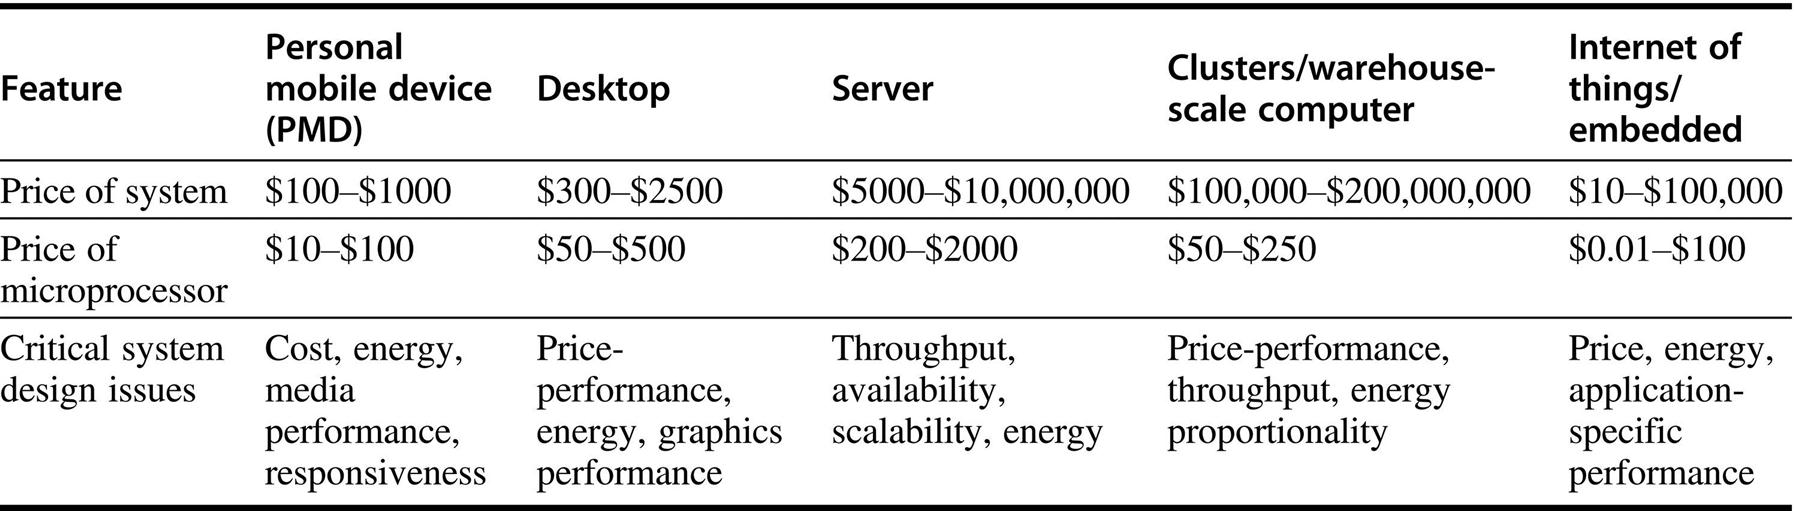 Feature
Personal
mobile device
(PMD)
Desktop
Server
Clusters/warehouse-
scale computer
Internet of
things/
embedded
Price of system
$100–$1000
$300–$2500
$5000–$10,000,000
$100,000–$200,000,000
$10–$100,000
Price of
microprocessor
$10–$100
$50–$500
$200–$2000
$50–$250
$0.01–$100
Critical system
design issues
Cost, energy,
media
performance,
responsiveness
Price-
performance,
energy, graphics
performance
Throughput,
availability,
scalability, energy
Price-performance,
throughput, energy
proportionality
Price, energy,
application-
specific
performance